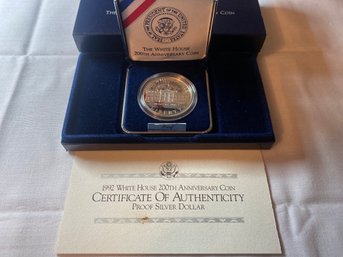 THE WHITE HOUSE
200TH ANNIVERSARY COIN
1992 WHITE HOUSE 200TH ANNIVERSARY COIN
CERTIFICATE OF AUTHENTICITY
PROOF SILVER DOLLAR